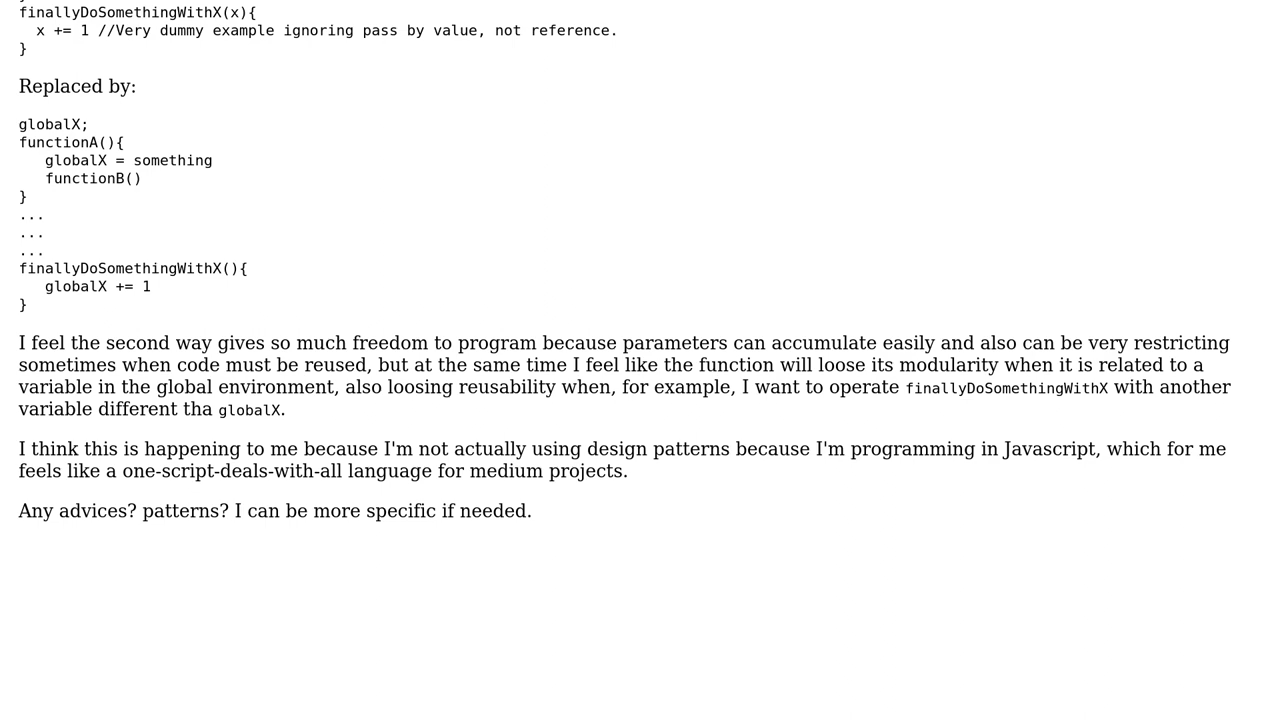 finallyDoSomethingWithX(x){
  x += 1 //Very dummy example ignoring pass by value, not reference.
}
Replaced by:
globalX;
functionA(){
   globalX = something
   functionB()
}
...
...
...
finallyDoSomethingWithX(){
   globalX += 1
}
I feel the second way gives so much freedom to program because parameters can accumulate easily and also can be very restricting
sometimes when code must be reused, but at the same time I feel like the function will loose its modularity when it is related to a
variable in the global environment, also loosing reusability when, for example, I want to operate finallyDoSomethingWithX with another
variable different tha globalX.
I think this is happening to me because I'm not actually using design patterns because I'm programming in Javascript, which for me
feels like a one-script-deals-with-all language for medium projects.
Any advices? patterns? I can be more specific if needed.